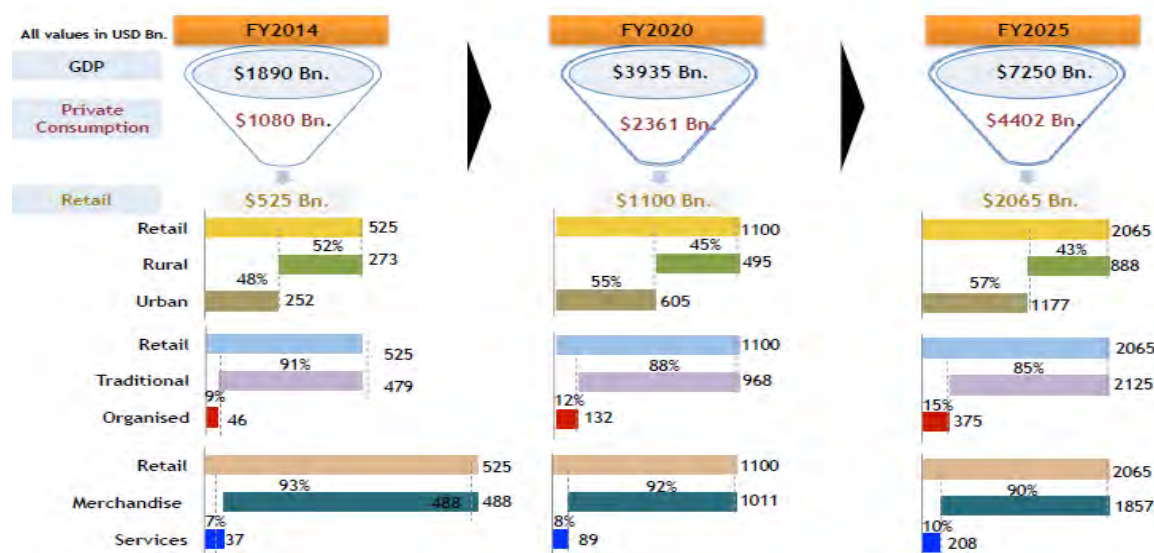 FY2014 FY2020 FY2025
All values in USD Bn.
GDP $1890 Bn. $3935 Bn. $7250 Bn.
Private
Consumption $1080 Bn. $2361 Bn. $4402 Bn.
Retail $525 Bn. $1100 Bn. $2065 Bn.
Retail 525 1100 2065
52% 45% 43%
Rural 273 495 888
48% 55% 57%
Urban 252 605 1177
Retail 525 1100 2065
91% 88% 85%
Traditional 479 968 2125
9% 12% 15%
Organised 46 132 375
Retail 525 1100 2065
93% 92% 90%
Merchandise 488 488 1011 1857
7% 8% 10%
Services 37 89 208